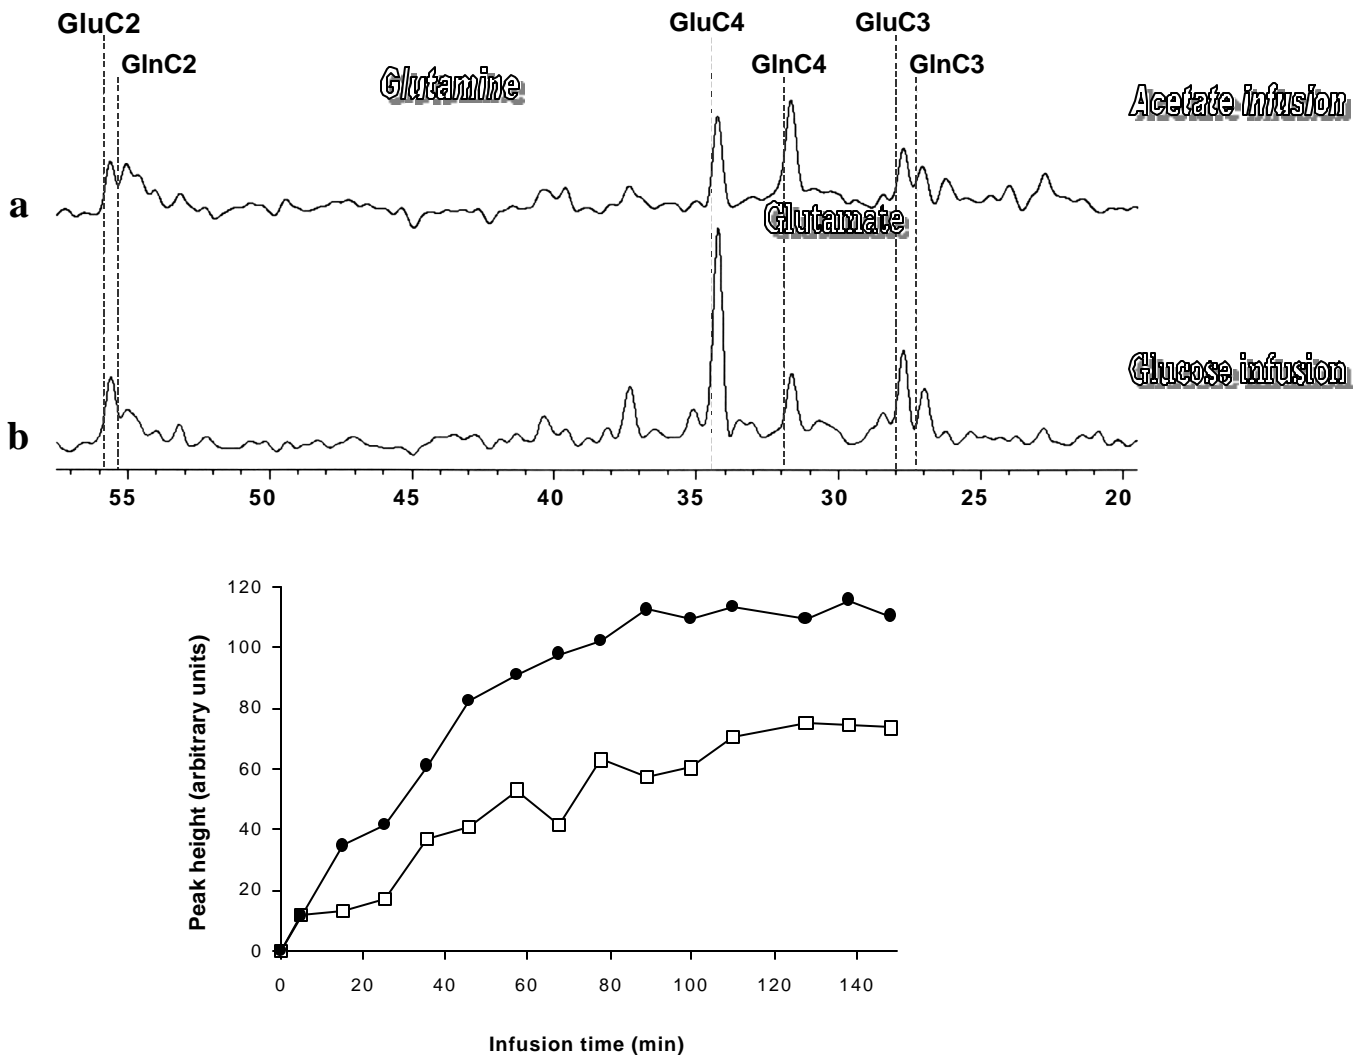 GluC2 GluC4 GluC3
GlnC2 GlnC4 GlnC3
Glutamine
Acetate infusion
a
Glutamate
Glucose infusion
b
55 50 45 40 35 30 25 20
120
100
80
60
40
20
0
Peak height (arbitrary units)
0 20 40 60 80 100 120 140
Infusion time (min)